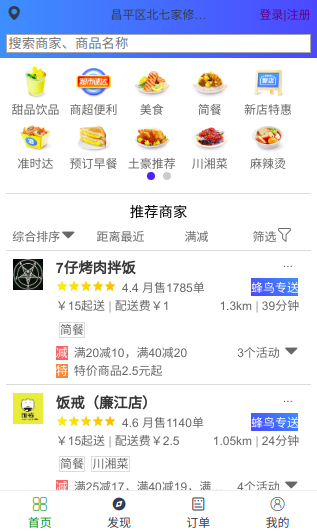 昌平区北七家修... 登录|注册
搜索商家、商品名称
甜品饮品 商超便利 美食 简餐 新店特惠
准时达 预订早餐 土豪推荐 川湘菜 麻辣烫
推荐商家
综合排序 距离最近 满减 筛选
7仔烤肉拌饭 ...
4.4 月售1785单 蜂鸟专送
￥15起送 | 配送费￥1 1.3km | 39分钟
简餐
减 满20减10，满40减20 3个活动
特 特价商品2.5元起
饭戒（廉江店） ...
4.6 月售1140单 蜂鸟专送
￥15起送 | 配送费￥2.5 1.05km | 24分钟
简餐 川湘菜
减 满25减17，满49减19，满... 4个活动
首页 发现 订单 我的